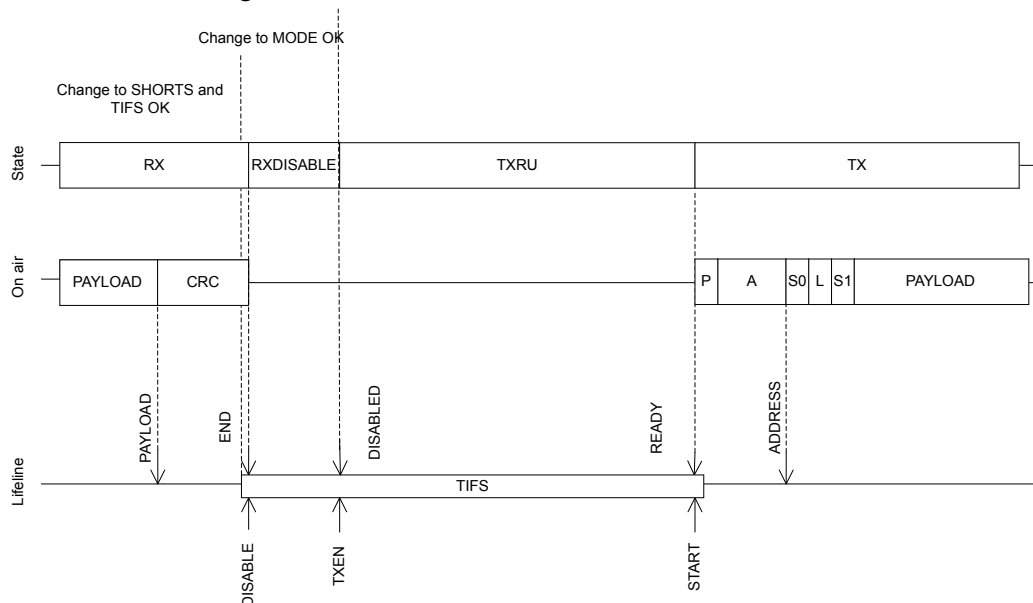 Change to MODE OK
Change to SHORTS and
TIFS OK
State
RX
RXDISABLE
TXRU
TX
On air
PAYLOAD
CRC
P
A
S0
L
S1
PAYLOAD
PAYLOAD
END
DISABLED
READY
ADDRESS
Lifeline
TIFS
DISABLE
TXEN
START